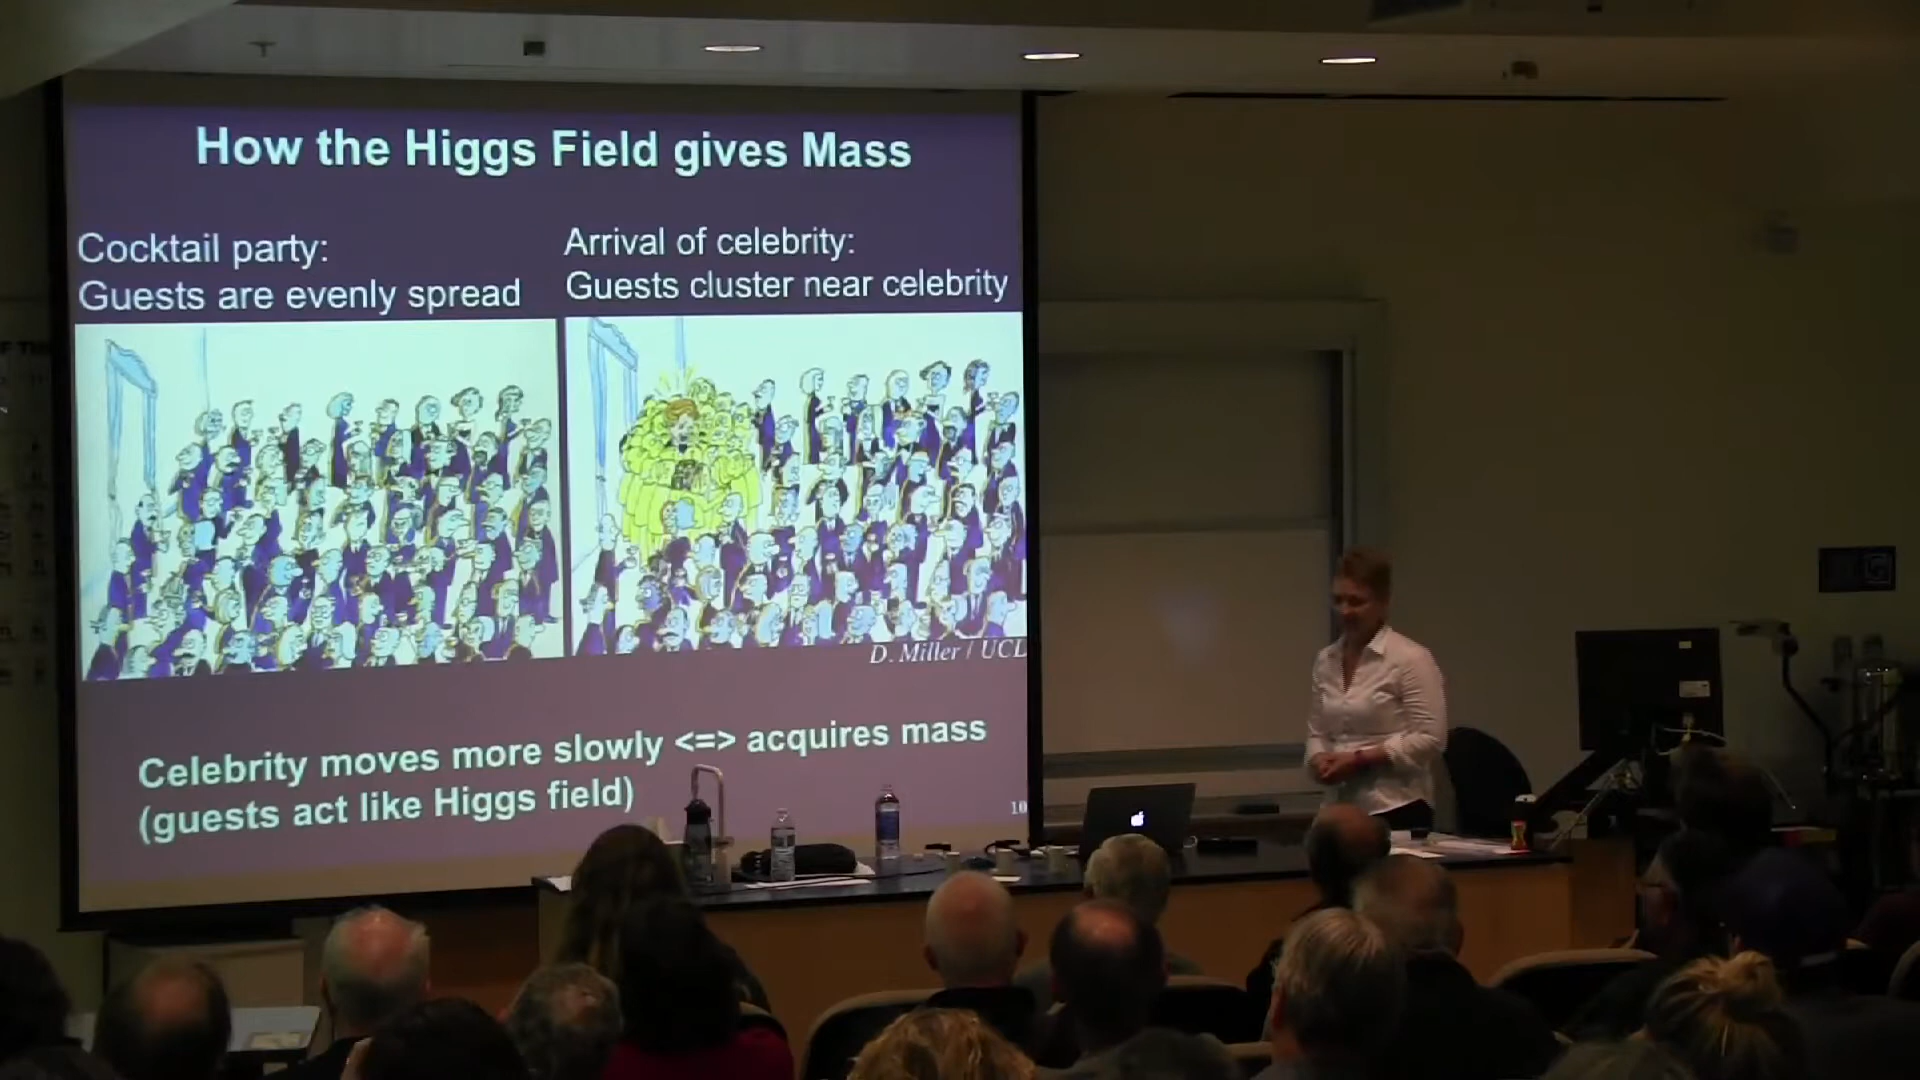 How the Higgs Field gives Mass
Cocktail party:
Guests are evenly spread
Arrival of celebrity:
Guests cluster near celebrity
D. Miller / UCL
Celebrity moves more slowly <=> acquires mass
(guests act like Higgs field)
10